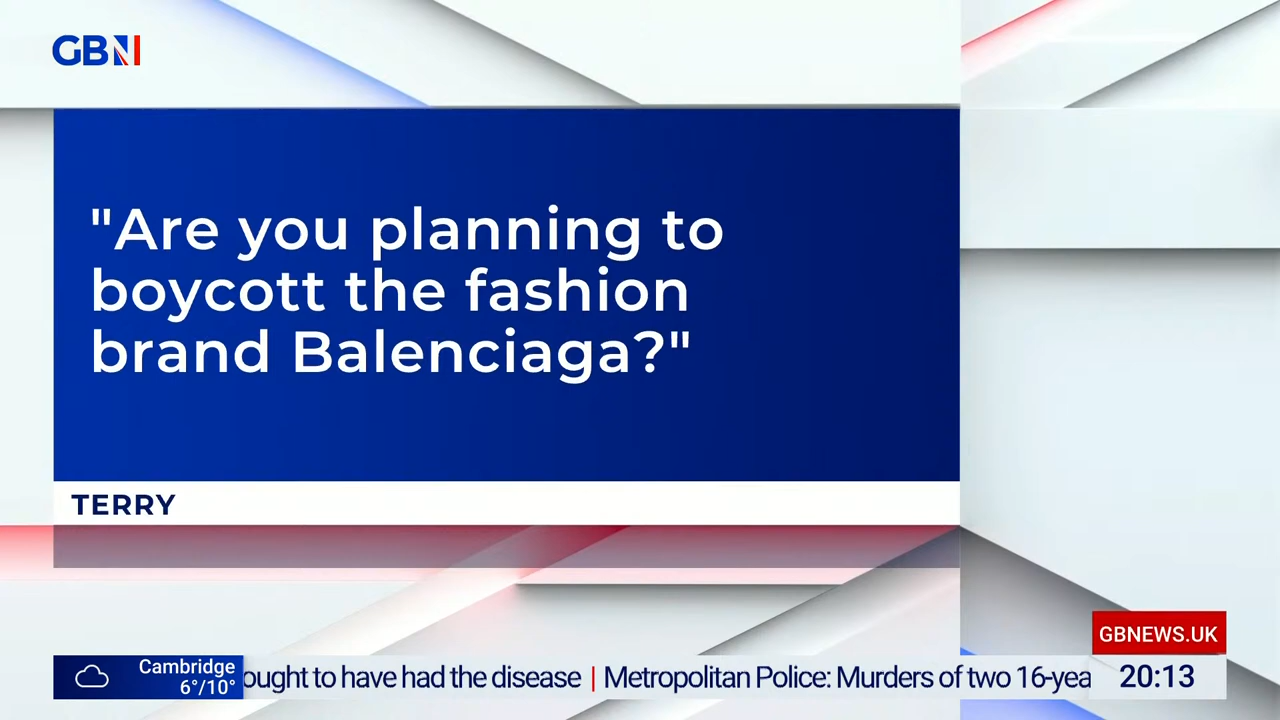 GBN
"Are you planning to
boycott the fashion
brand Balenciaga?"
TERRY
GBNEWS.UK
Cambridge
6°/10°
ought to have had the disease | Metropolitan Police: Murders of two 16-yea
20:13